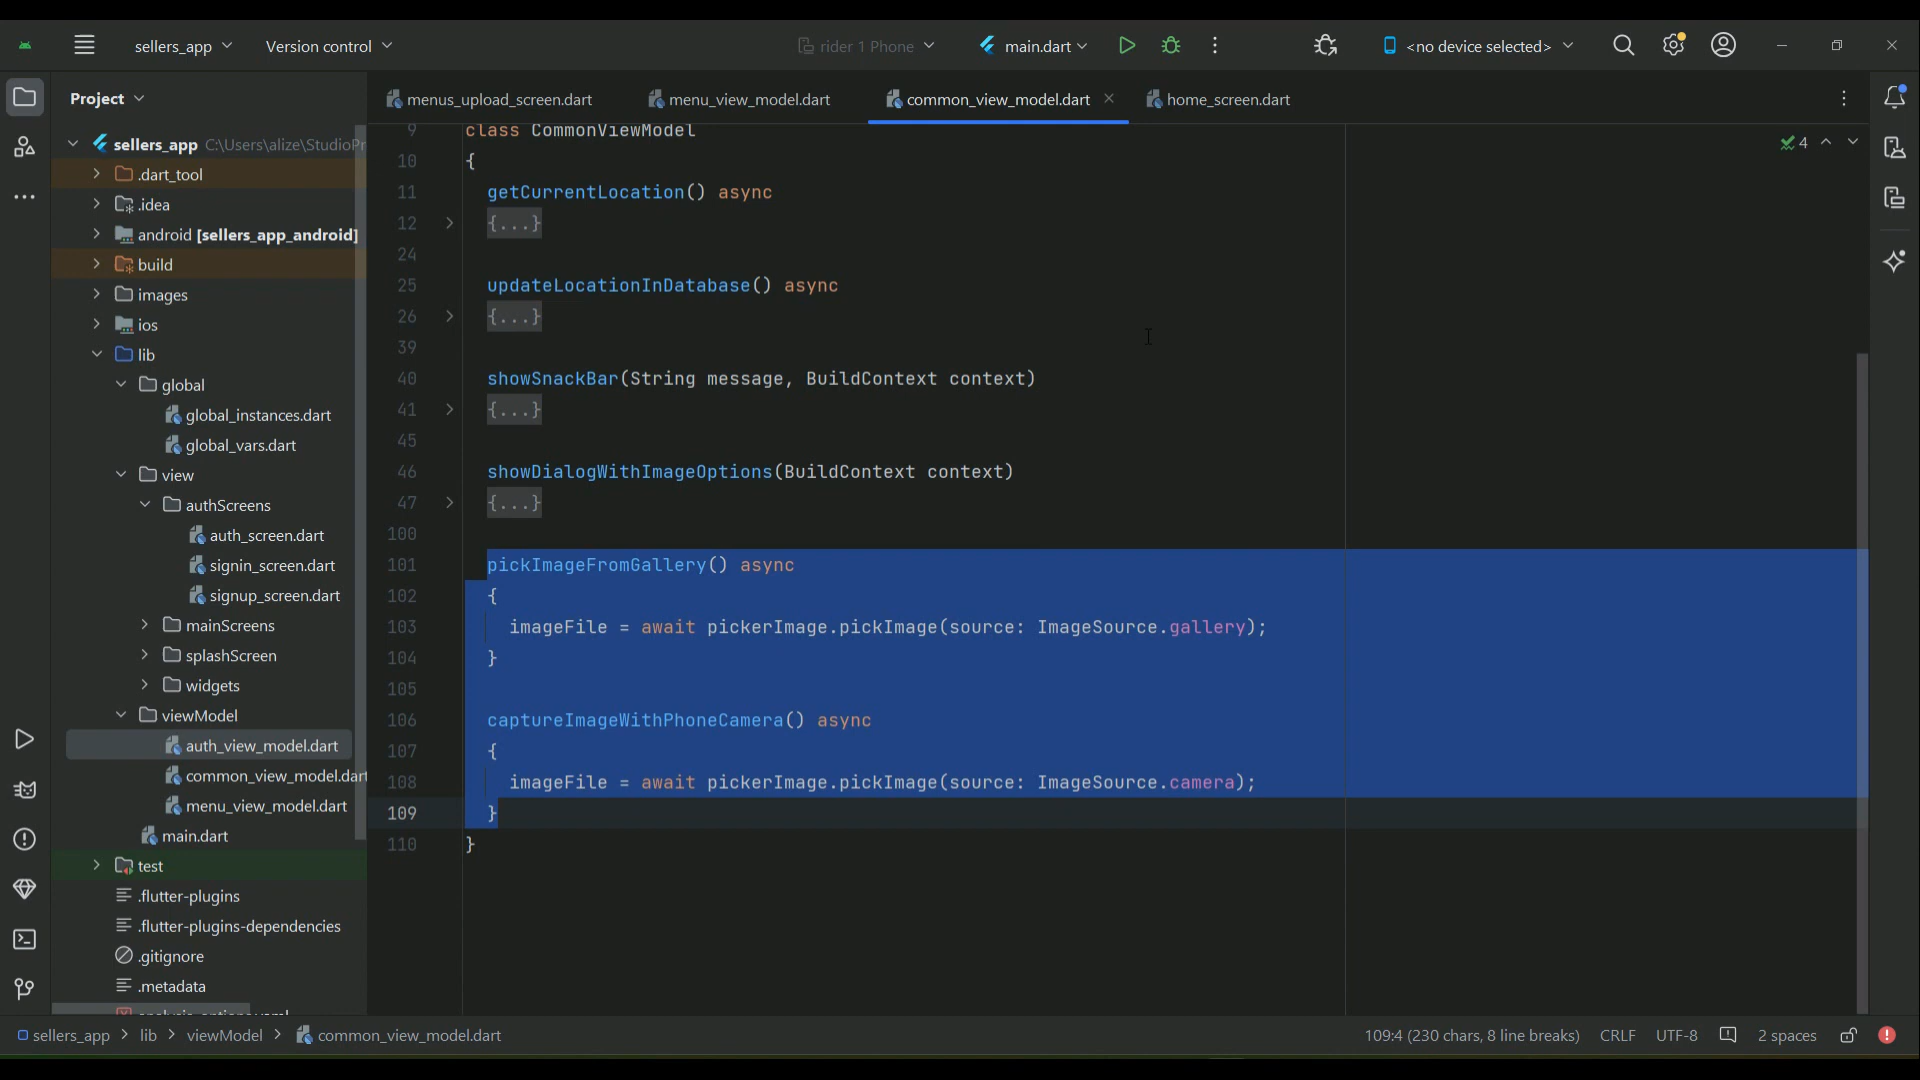 sellers_app
Version control
rider 1 Phone
main.dart
<no device selected>
Project
menus_upload_screen.dart
menu_view_model.dart
common_view_model.dart
home_screen.dart
sellers_app C:\Users\alize\StudioPr
.dart_tool
.idea
android [sellers_app_android]
build
images
ios
lib
global
global_instances.dart
global_vars.dart
view
authScreens
auth_screen.dart
signin_screen.dart
signup_screen.dart
mainScreens
splashScreen
widgets
viewModel
auth_view_model.dart
common_view_model.dart
menu_view_model.dart
main.dart
test
.flutter-plugins
.flutter-plugins-dependencies
.gitignore
.metadata
4
9 class CommonViewModel
10 {
11 getCurrentLocation() async
12 {...}
24
25 updateLocationInDatabase() async
26 {...}
39
40 showSnackBar(String message, BuildContext context)
41 {...}
45
46 showDialogWithImageOptions(BuildContext context)
47 {...}
100
101 pickImageFromGallery() async
102 {
103 imageFile = await pickerImage.pickImage(source: ImageSource.gallery);
104 }
105
106 captureImageWithPhoneCamera() async
107 {
108 imageFile = await pickerImage.pickImage(source: ImageSource.camera);
109 }
110 }
sellers_app > lib > viewModel > common_view_model.dart
109:4 (230 chars, 8 line breaks) CRLF UTF-8 2 spaces